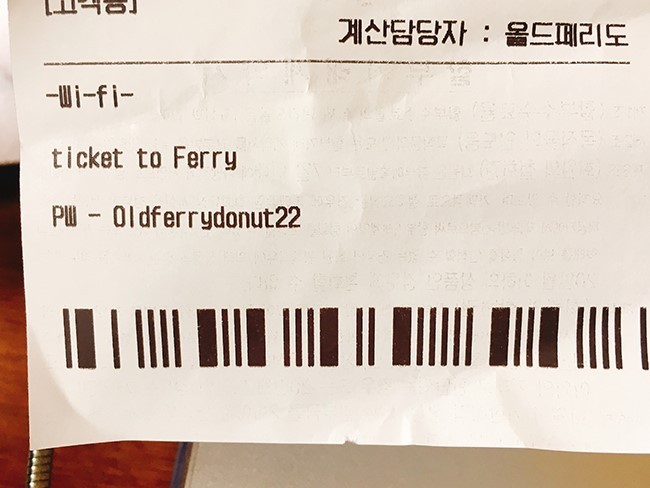 [고객용]
계산담당자 : 올드페리도
-Wi-fi-
ticket to Ferry
PW - Oldferrydonut22